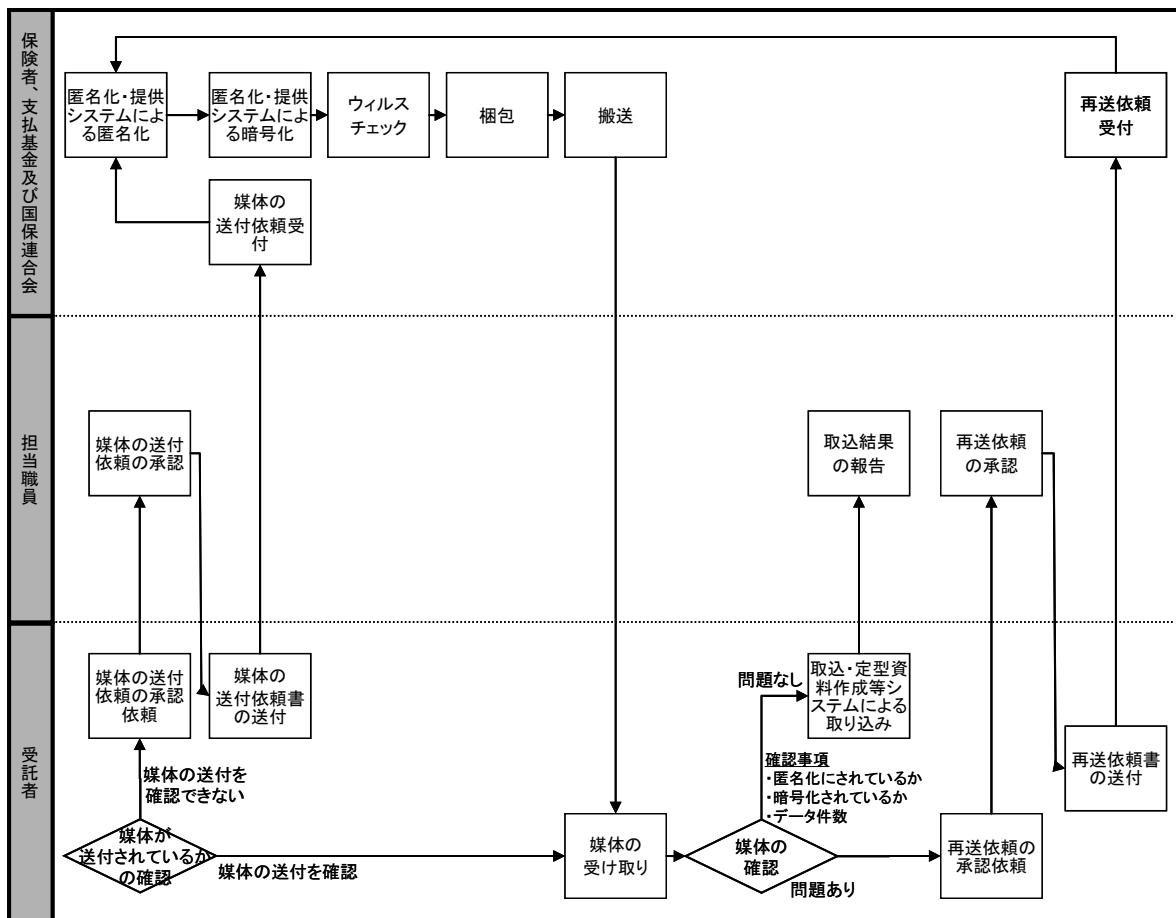 保険者、支払基金及び国保連合会
匿名化・提供
システムによ
る匿名化
匿名化・提供
システムによ
る暗号化
ウィルス
チェック
梱包
搬送
再送依頼
受付
媒体の
送付依頼受
付
担当職員
媒体の送付
依頼の承認
取込結果
の報告
再送依頼
の承認
受託者
媒体の送付
依頼の承認
依頼
媒体の
送付依頼書
の送付
問題なし
取込・定型資
料作成等シ
ステムによる
取り込み
再送依頼書
の送付
媒体の送付を
確認できない
確認事項
・匿名化にされているか
・暗号化されているか
・データ件数
媒体が
送付されているか
の確認
媒体の送付を確認
媒体の
受け取り
媒体の
確認
問題あり
再送依頼の
承認依頼